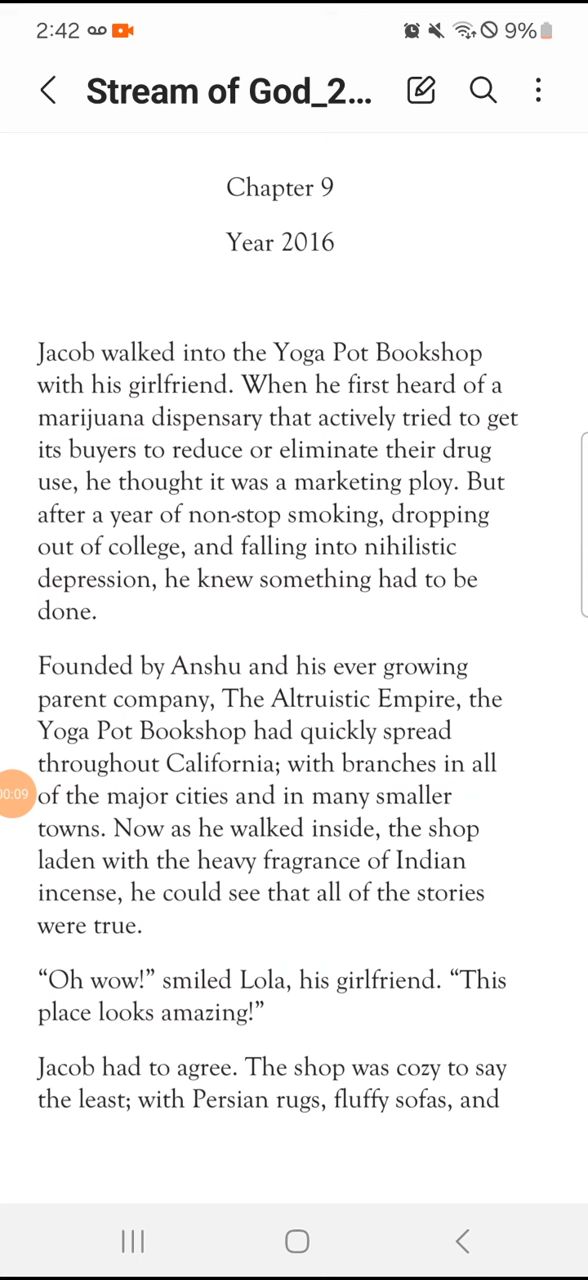 2:42
9%
Stream of God_2...
Chapter 9
Year 2016
Jacob walked into the Yoga Pot Bookshop
with his girlfriend. When he first heard of a
marijuana dispensary that actively tried to get
its buyers to reduce or eliminate their drug
use, he thought it was a marketing ploy. But
after a year of non-stop smoking, dropping
out of college, and falling into nihilistic
depression, he knew something had to be
done.
Founded by Anshu and his ever growing
parent company, The Altruistic Empire, the
Yoga Pot Bookshop had quickly spread
throughout California; with branches in all
00:09
of the major cities and in many smaller
towns. Now as he walked inside, the shop
laden with the heavy fragrance of Indian
incense, he could see that all of the stories
were true.
“Oh wow!” smiled Lola, his girlfriend. “This
place looks amazing!”
Jacob had to agree. The shop was cozy to say
the least; with Persian rugs, fluffy sofas, and